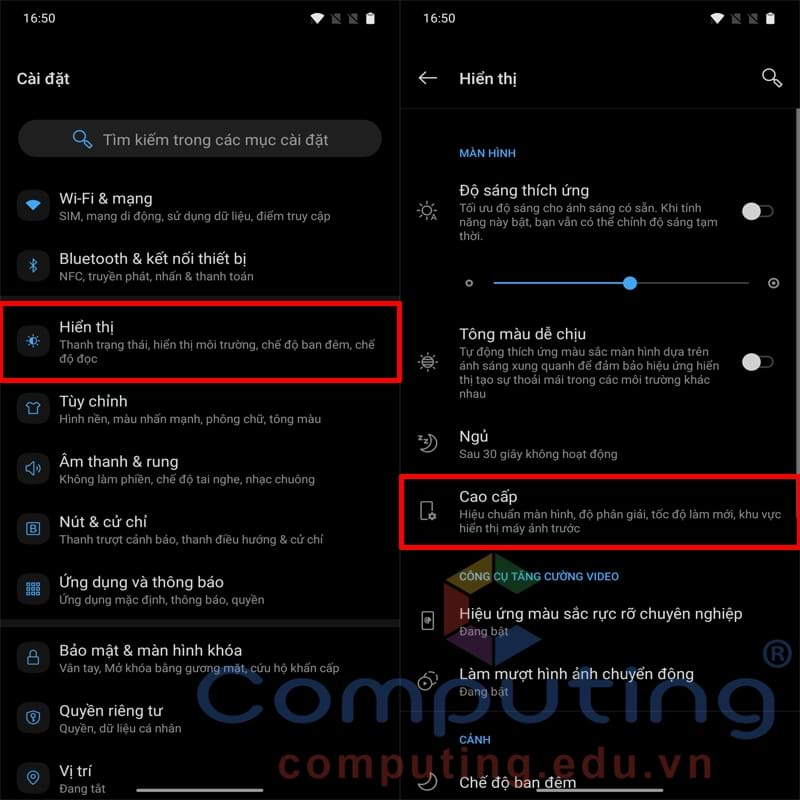 16:50
Cài đặt
Tìm kiếm trong các mục cài đặt
Wi-Fi & mạng
SIM, mạng di động, sử dụng dữ liệu, điểm truy cập
Bluetooth & kết nối thiết bị
NFC, truyền phát, nhấn & thanh toán
Hiển thị
Thanh trạng thái, hiển thị môi trường, chế độ ban đêm, chế
độ đọc
Tùy chỉnh
Hình nền, màu nhấn mạnh, phông chữ, tông màu
Âm thanh & rung
Không làm phiền, chế độ tai nghe, nhạc chuông
Nút & cử chỉ
Thanh trượt cảnh báo, thanh điều hướng & cử chỉ
Ứng dụng và thông báo
Ứng dụng mặc định, thông báo, quyền
Bảo mật & màn hình khóa
Vân tay, Mở khóa bằng gương mặt, cứu hộ khẩn cấp
Quyền riêng tư
Quyền, dữ liệu cá nhân
Vị trí
Đang tắt
16:50
Hiển thị
MÀN HÌNH
Độ sáng thích ứng
Tối ưu độ sáng cho ánh sáng có sẵn. Khi tính
năng này bật, bạn vẫn có thể chỉnh độ sáng tạm
thời.
Tông màu dễ chịu
Tự động thích ứng màu sắc màn hình dựa trên
ánh sáng xung quanh để đảm bảo hiệu ứng hiển
thị tạo sự thoải mái trong các môi trường khác
nhau
Ngủ
Sau 30 giây không hoạt động
Cao cấp
Hiệu chuẩn màn hình, độ phân giải, tốc độ làm mới, khu vực
hiển thị máy ảnh trước
CÔNG CỤ TĂNG CƯỜNG VIDEO
Hiệu ứng màu sắc rực rỡ chuyên nghiệp
Đang bật
Làm mượt hình ảnh chuyển động
Đang bật
CẢNH
Chế độ ban đêm
Computing®
computing.edu.vn